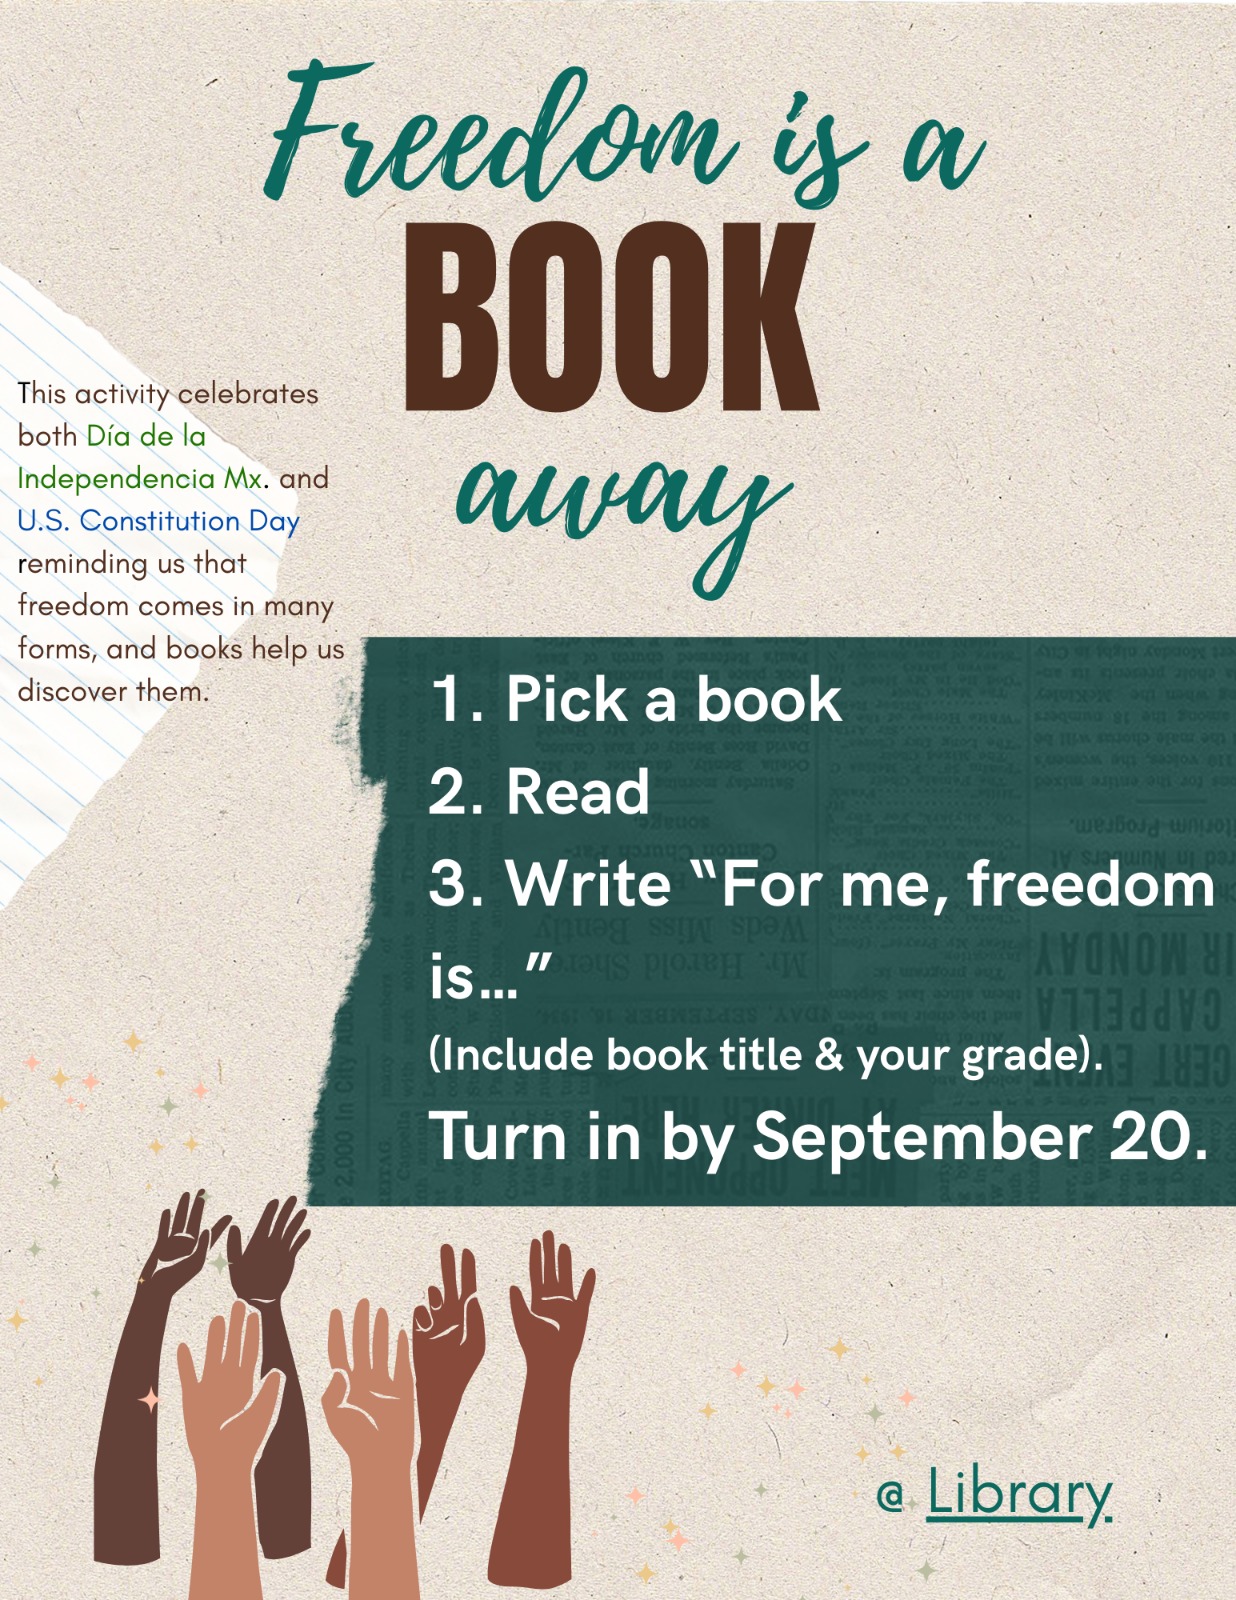 Freedom is a
BOOK
away
This activity celebrates
both Día de la
Independencia Mx. and
U.S. Constitution Day
reminding us that
freedom comes in many
forms, and books help us
discover them.
1. Pick a book
2. Read
3. Write “For me, freedom
is...”
(Include book title & your grade).
Turn in by September 20.
@ Library